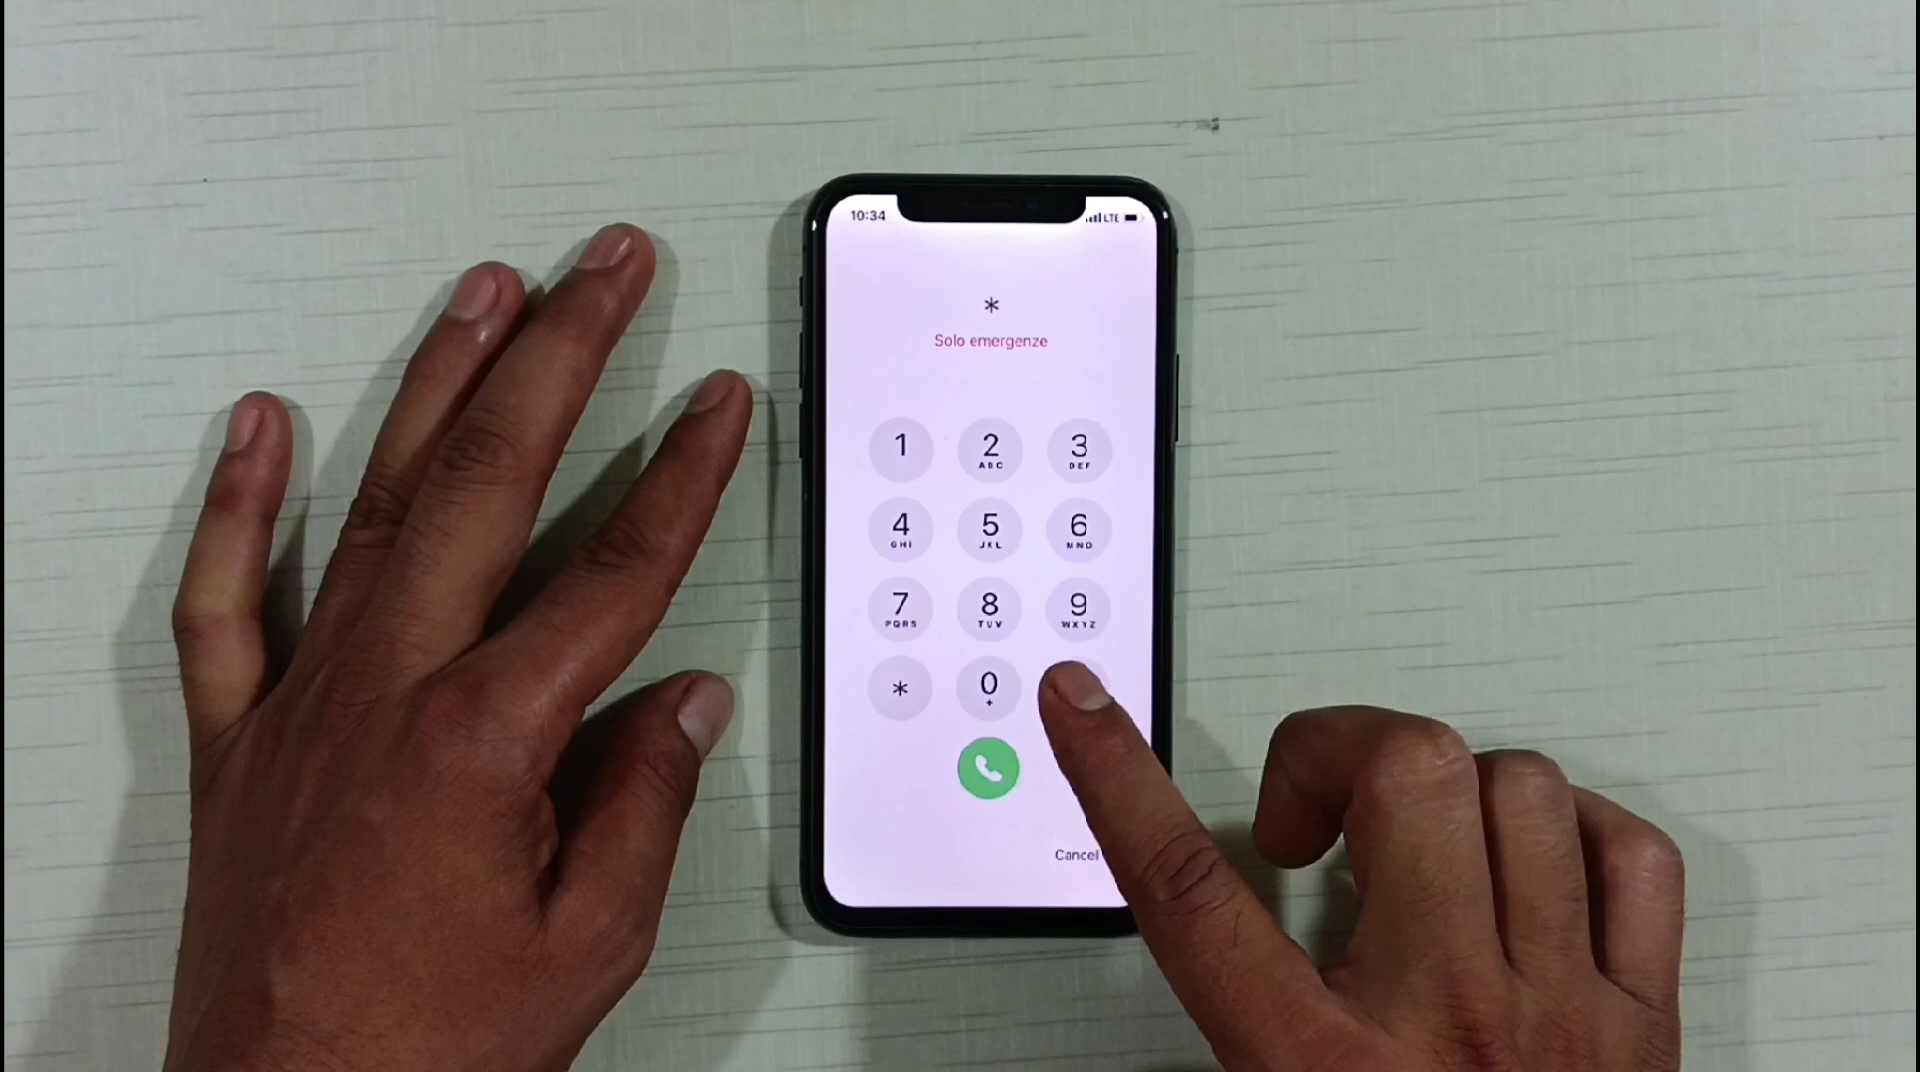 10:34 LTE
*
Solo emergenze
1 2 3
ABC DEF
4 5 6
GHI JKL MNO
7 8 9
PQRS TUV WXYZ
* 0
+
Cancel